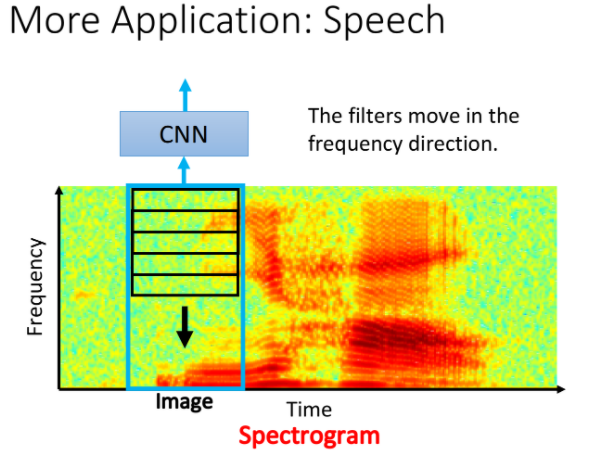 More Application: Speech
CNN
The filters move in the
frequency direction.
Frequency
Image
Time
Spectrogram